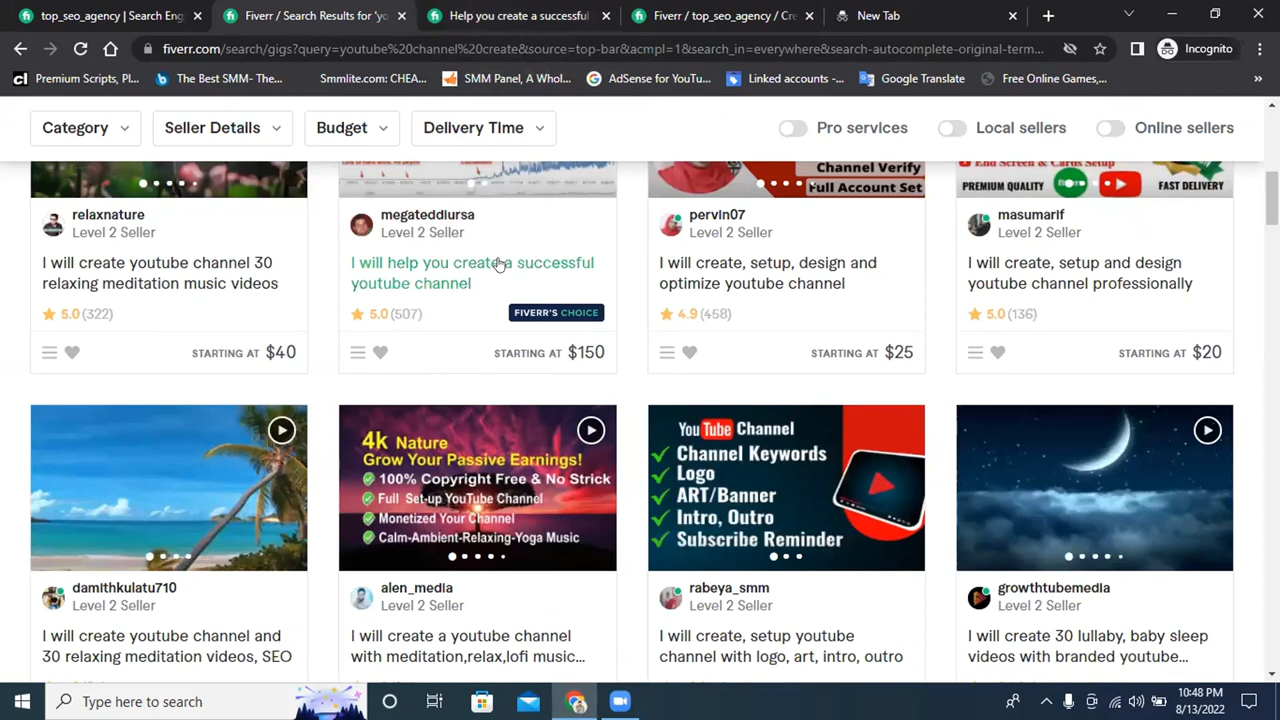 top_seo_agency | Search Eng
Fiverr / Search Results for 'yo
Help you create a successful
Fiverr / top_seo_agency / Cre
New Tab
fiverr.com/search/gigs?query=youtube%20channel%20create&source=top-bar&acmpl=1&search_in=everywhere&search-autocomplete-original-term...
Incognito
Premium Scripts, Pl...
The Best SMM- The...
Smmlite.com: CHEA...
SMM Panel, A Whol...
AdSense for YouTu...
Linked accounts -...
Google Translate
Free Online Games,...
Category
Seller Details
Budget
Delivery Time
Pro services
Local sellers
Online sellers
Channel Verify
Full Account Set
End Screen & Cards Setup
PREMIUM QUALITY
FAST DELIVERY
relaxnature
Level 2 Seller
I will create youtube channel 30
relaxing meditation music videos
5.0 (322)
STARTING AT $40
megateddiursa
Level 2 Seller
I will help you create a successful
youtube channel
5.0 (507)
FIVERR'S CHOICE
STARTING AT $150
pervin07
Level 2 Seller
I will create, setup, design and
optimize youtube channel
4.9 (458)
STARTING AT $25
masumarif
Level 2 Seller
I will create, setup and design
youtube channel professionally
5.0 (136)
STARTING AT $20
damithkulatu710
Level 2 Seller
I will create youtube channel and
30 relaxing meditation videos, SEO
4k Nature
Grow Your Passive Earnings!
100% Copyright Free & No Strick
Full Set-up YouTube Channel
Monetized Your Channel
Calm-Ambient-Relaxing-Yoga Music
alen_media
Level 2 Seller
I will create a youtube channel
with meditation,relax,lofi music...
You Tube Channel
Channel Keywords
Logo
ART/Banner
Intro, Outro
Subscribe Reminder
rabeya_smm
Level 2 Seller
I will create, setup youtube
channel with logo, art, intro, outro
growthtubemedia
Level 2 Seller
I will create 30 lullaby, baby sleep
videos with branded youtube...
Type here to search
10:48 PM
8/13/2022